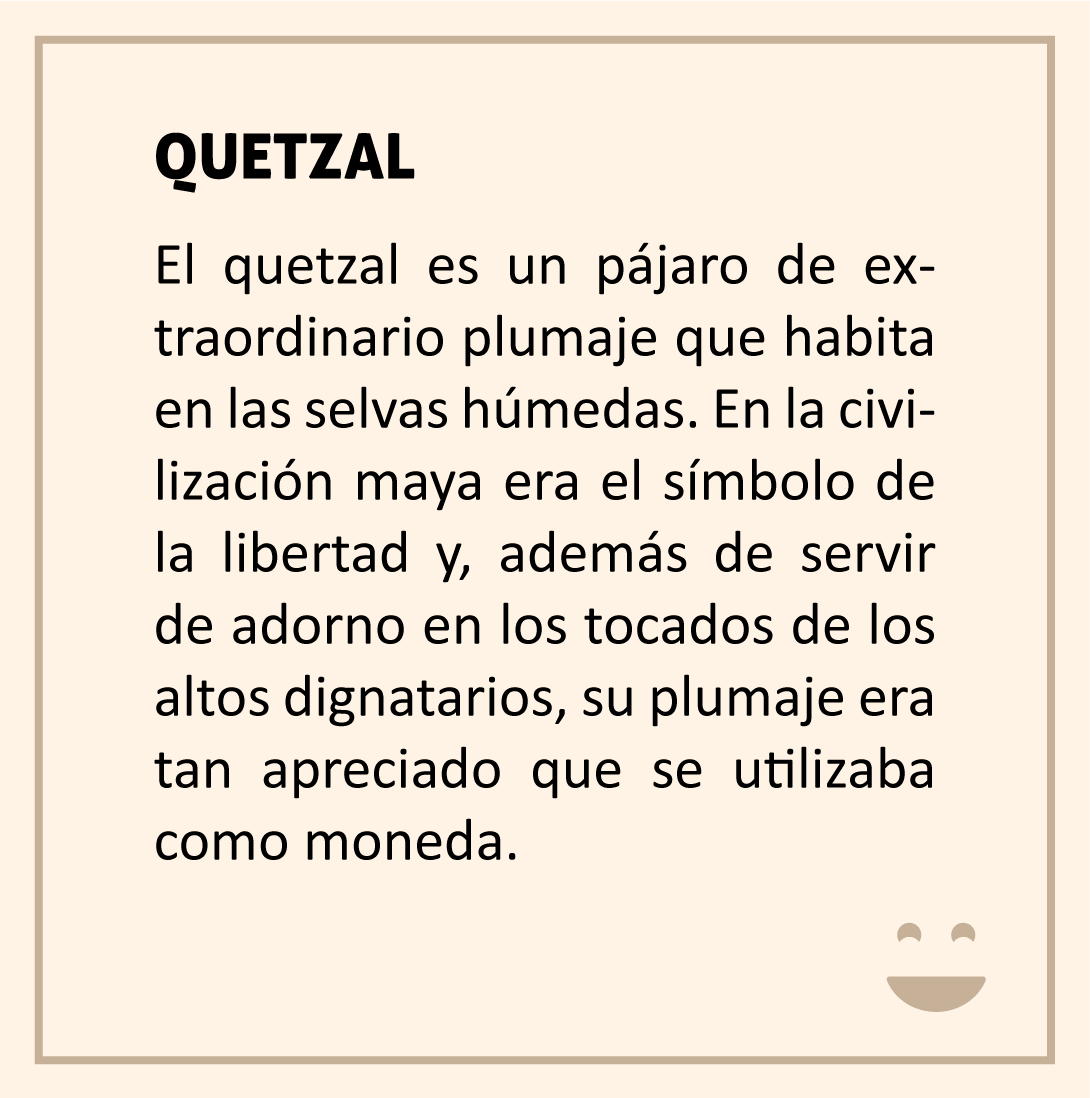 QUETZAL
El quetzal es un pájaro de ex-
traordinario plumaje que habita
en las selvas húmedas. En la civi-
lización maya era el símbolo de
la libertad y, además de servir
de adorno en los tocados de los
altos dignatarios, su plumaje era
tan apreciado que se utilizaba
como moneda.